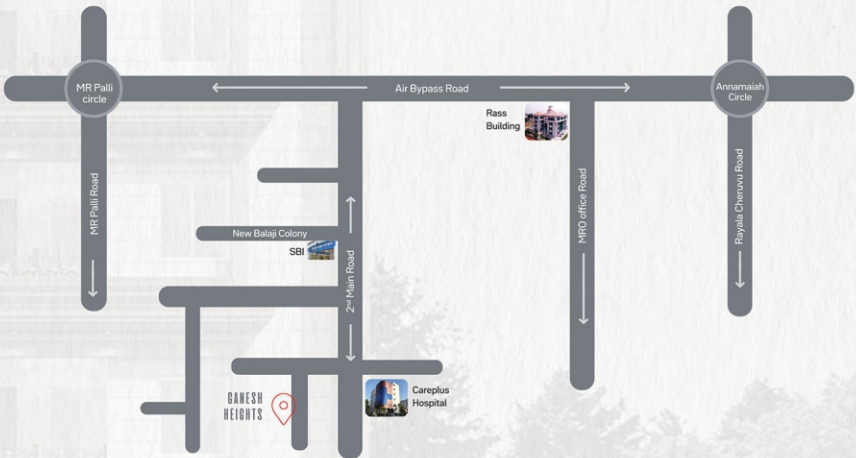 MR Palli
circle
Air Bypass Road
Annamaiah
Circle
Rass
Building
MR Palli Road
MRO office Road
Rayala Cheruvu Road
New Balaji Colony
SBI
2nd Main Road
GANESH
HEIGHTS
Careplus
Hospital